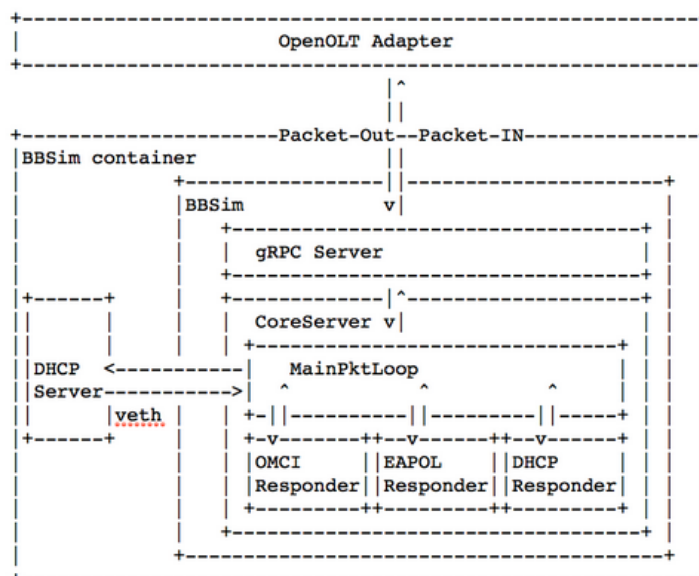 OpenOLT Adapter
Packet-Out--Packet-IN
BBSim container
BBSim
gRPC Server
CoreServer
DHCP MainPktLoop
Server
veth
OMCI EAPOL DHCP
Responder Responder Responder